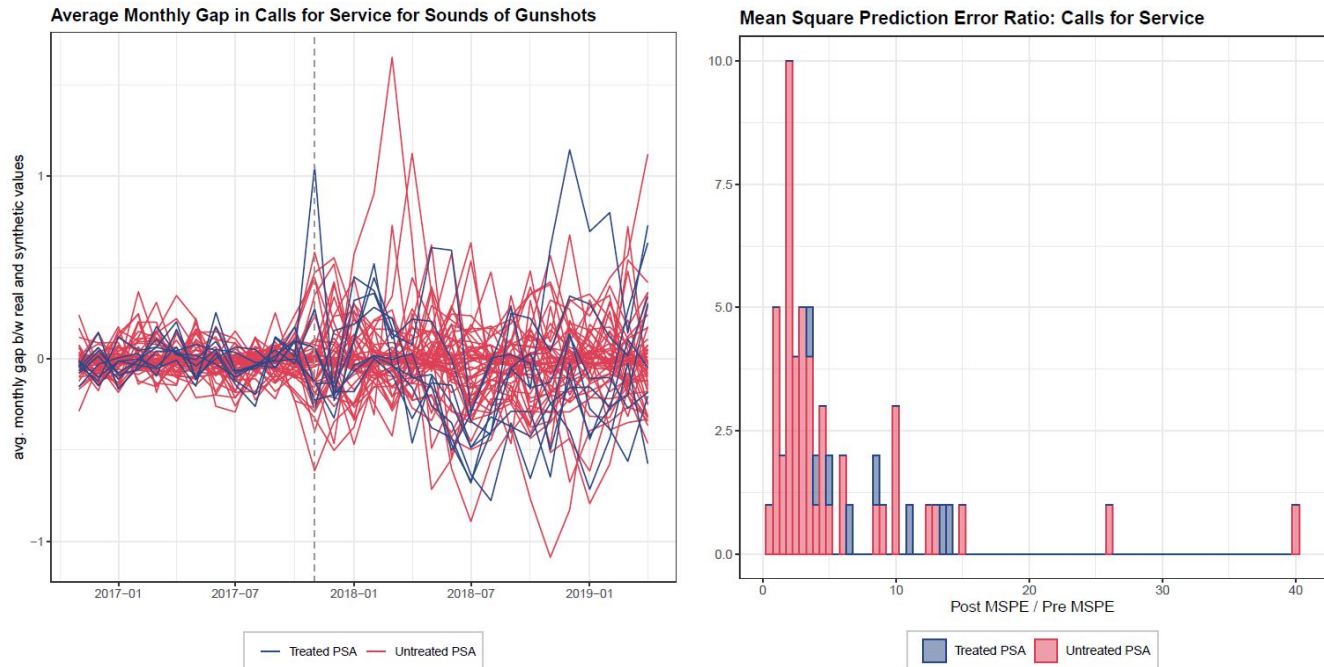 Average Monthly Gap in Calls for Service for Sounds of Gunshots
avg. monthly gap b/w real and synthetic values
1
0
−1
2017−01
2017−07
2018−01
2018−07
2019−01
Treated PSA
Untreated PSA
Mean Square Prediction Error Ratio: Calls for Service
10.0
7.5
5.0
2.5
0.0
0
10
20
30
40
Post MSPE / Pre MSPE
Treated PSA
Untreated PSA